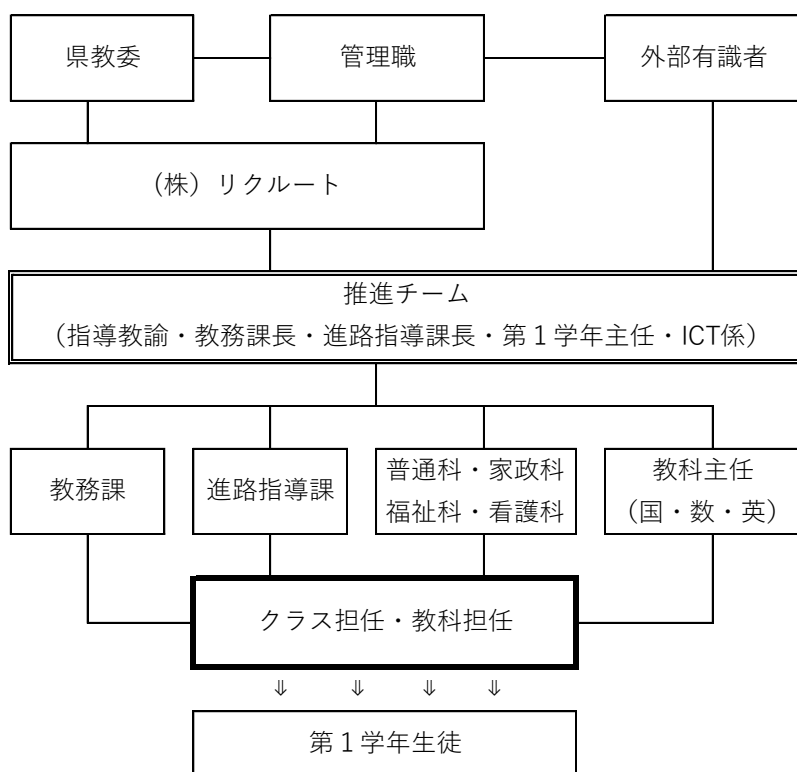 県教委
管理職
外部有識者
（株）リクルート
推進チーム
（指導教諭・教務課長・進路指導課長・第１学年主任・ICT係）
教務課
進路指導課
普通科・家政科
福祉科・看護科
教科主任
（国・数・英）
クラス担任・教科担任
⇓ ⇓ ⇓ ⇓
第１学年生徒